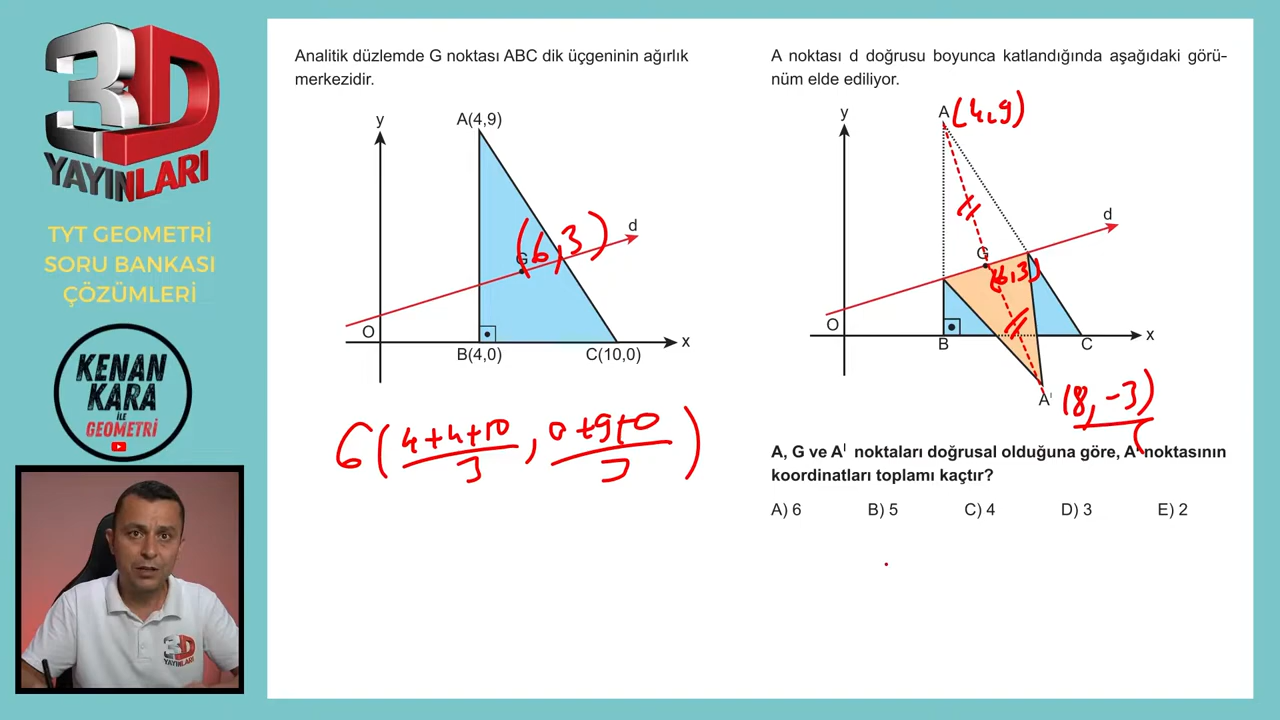 3D
YAYINLARI
TYT GEOMETRİ
SORU BANKASI
ÇÖZÜMLERİ
KENAN
KARA
İLE
GEOMETRİ
3D
YAYINLARI
Analitik düzlemde G noktası ABC dik üçgeninin ağırlık
merkezidir.
y
A(4,9)
d
(6,3)
G
O
x
B(4,0)
C(10,0)
G(4+4+10/3, 0+9+0/3)
A noktası d doğrusu boyunca katlandığında aşağıdaki görü-
nüm elde ediliyor.
y
A (4,9)
d
G
(6,3)
O
x
B
C
A' (8,-3)
A, G ve A' noktaları doğrusal olduğuna göre, A' noktasının
koordinatları toplamı kaçtır?
A) 6 B) 5 C) 4 D) 3 E) 2